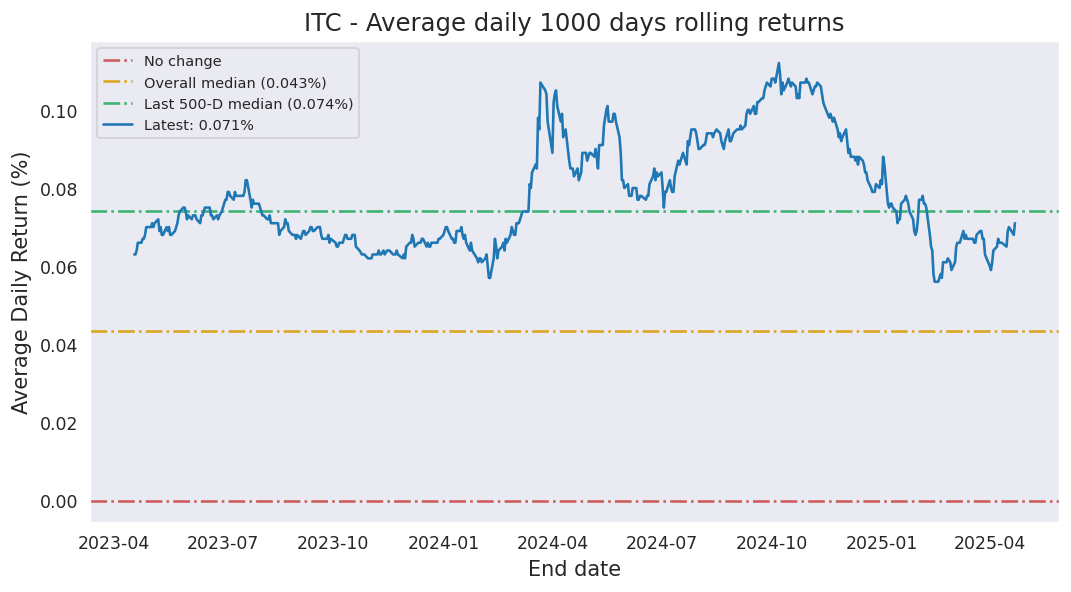 ITC - Average daily 1000 days rolling returns
No change
Overall median (0.043%)
Last 500-D median (0.074%)
Latest: 0.071%
Average Daily Return (%)
0.10
0.08
0.06
0.04
0.02
0.00
2023-04 2023-07 2023-10 2024-01 2024-04 2024-07 2024-10 2025-01 2025-04
End date